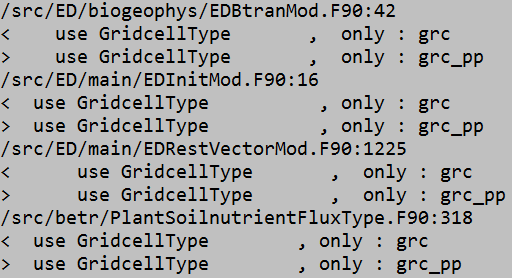 /src/ED/biogeophys/EDBtranMod.F90:42
<    use GridcellType      ,  only : grc
>    use GridcellType      ,  only : grc_pp
/src/ED/main/EDInitMod.F90:16
<  use GridcellType         , only : grc
>  use GridcellType         , only : grc_pp
/src/ED/main/EDRestVectorMod.F90:1225
<      use GridcellType      ,  only : grc
>      use GridcellType      ,  only : grc_pp
/src/betr/PlantSoilnutrientFluxType.F90:318
<  use GridcellType       , only : grc
>  use GridcellType       , only : grc_pp